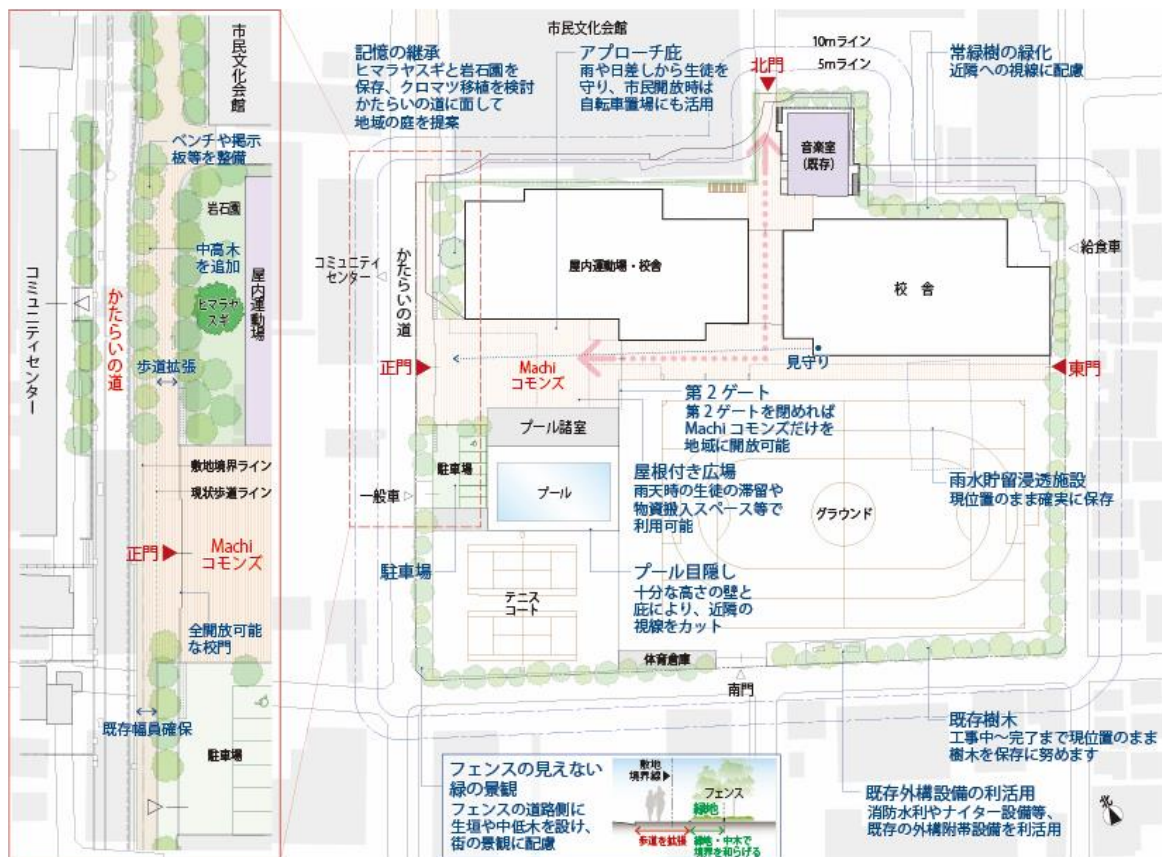 市民文化会館
ベンチや掲示
板等を整備
岩石園
中高木
を追加
ヒマラヤ
スギ
屋内運動場
コミュニティセンター
かたらいの道
歩道拡張
敷地境界ライン
現状歩道ライン
正門
Machi
コモンズ
全開放可能
な校門
既存幅員確保
駐車場
市民文化会館
記憶の継承
ヒマラヤスギと岩石園を
保存、クロマツ移植を検討
かたらいの道に面して
地域の庭を提案
アプローチ庇
雨や日差しから生徒を
守り、市民開放時は
自転車置場にも活用
10mライン
5mライン
北門
常緑樹の緑化
近隣への視線に配慮
音楽室
(既存)
コミュニティ
センター
かたらいの道
屋内運動場・校舎
校 舎
給食車
正門
Machi
コモンズ
見守り
東門
第2ゲート
第2ゲートを閉めれば
Machiコモンズだけを
地域に開放可能
プール諸室
駐車場
一般車
プール
屋根付き広場
雨天時の生徒の滞留や
物資搬入スペース等で
利用可能
グラウンド
雨水貯留浸透施設
現位置のまま確実に保存
駐車場
テニス
コート
プール目隠し
十分な高さの壁と
庇により、近隣の
視線をカット
体育倉庫
南門
既存樹木
工事中～完了まで現位置のまま
樹木を保存に努めます
フェンスの見えない
緑の景観
フェンスの道路側に
生垣や中低木を設け、
街の景観に配慮
敷地
境界線
フェンス
緑地
歩道を拡張
緑地・中木で
境界を和らげる
既存外構設備の利活用
消防水利やナイター設備等、
既存の外構附帯設備を利活用
北